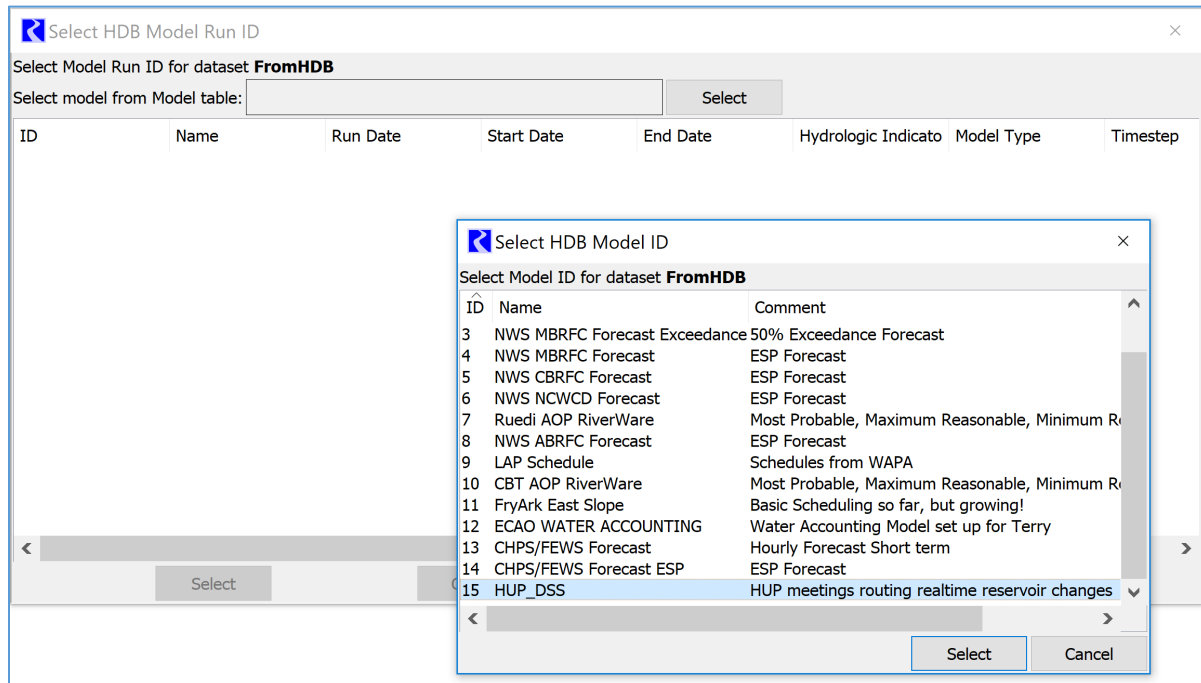 Select HDB Model Run ID
Select Model Run ID for dataset FromHDB
Select model from Model table: Select
ID Name Run Date Start Date End Date Hydrologic Indicato Model Type Timestep
Select HDB Model ID
Select Model ID for dataset FromHDB
ID Name Comment
3 NWS MBRFC Forecast Exceedance 50% Exceedance Forecast
4 NWS MBRFC Forecast ESP Forecast
5 NWS CBRFC Forecast ESP Forecast
6 NWS NCWCD Forecast ESP Forecast
7 Ruedi AOP RiverWare Most Probable, Maximum Reasonable, Minimum
8 NWS ABRFC Forecast ESP Forecast
9 LAP Schedule Schedules from WAPA
10 CBT AOP RiverWare Most Probable, Maximum Reasonable, Minimum
11 FryArk East Slope Basic Scheduling so far, but growing!
12 ECAO WATER ACCOUNTING Water Accounting Model set up for Terry
13 CHPS/FEWS Forecast Hourly Forecast Short term
14 CHPS/FEWS Forecast ESP ESP Forecast
15 HUP_DSS HUP meetings routing realtime reservoir changes
Select
Select Cancel